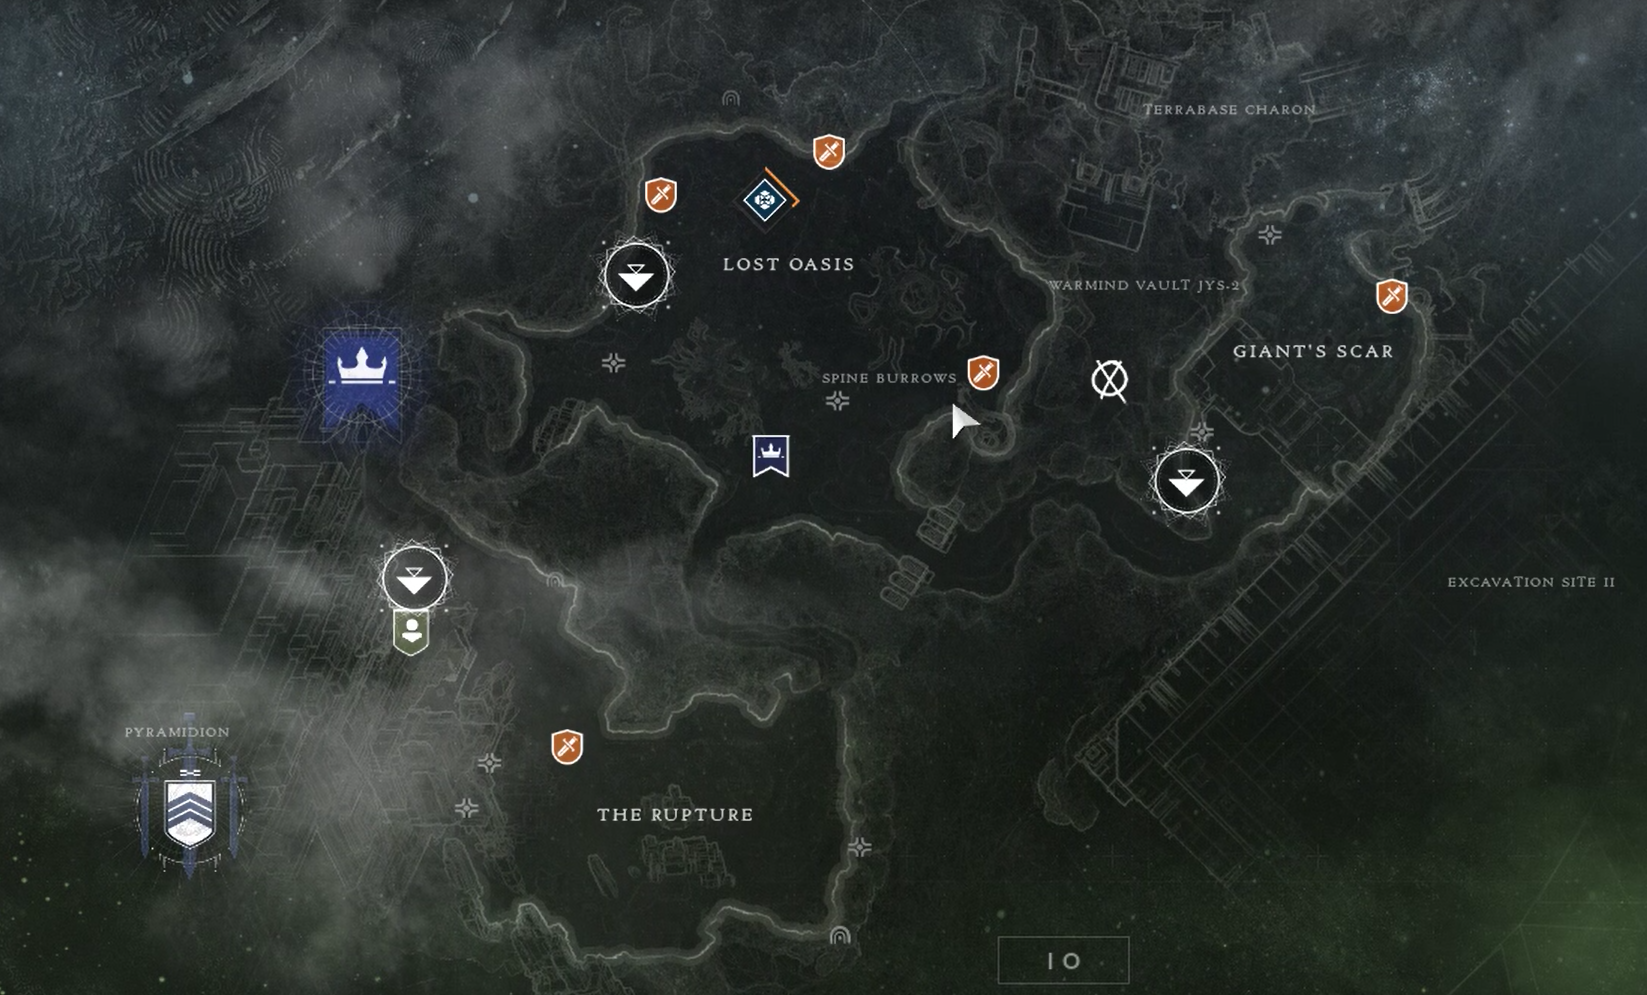 TERRABASE CHARON
LOST OASIS
WARMIND VAULT JYS-2
GIANT'S SCAR
SPINE BURROWS
EXCAVATION SITE II
PYRAMIDION
THE RUPTURE
IO